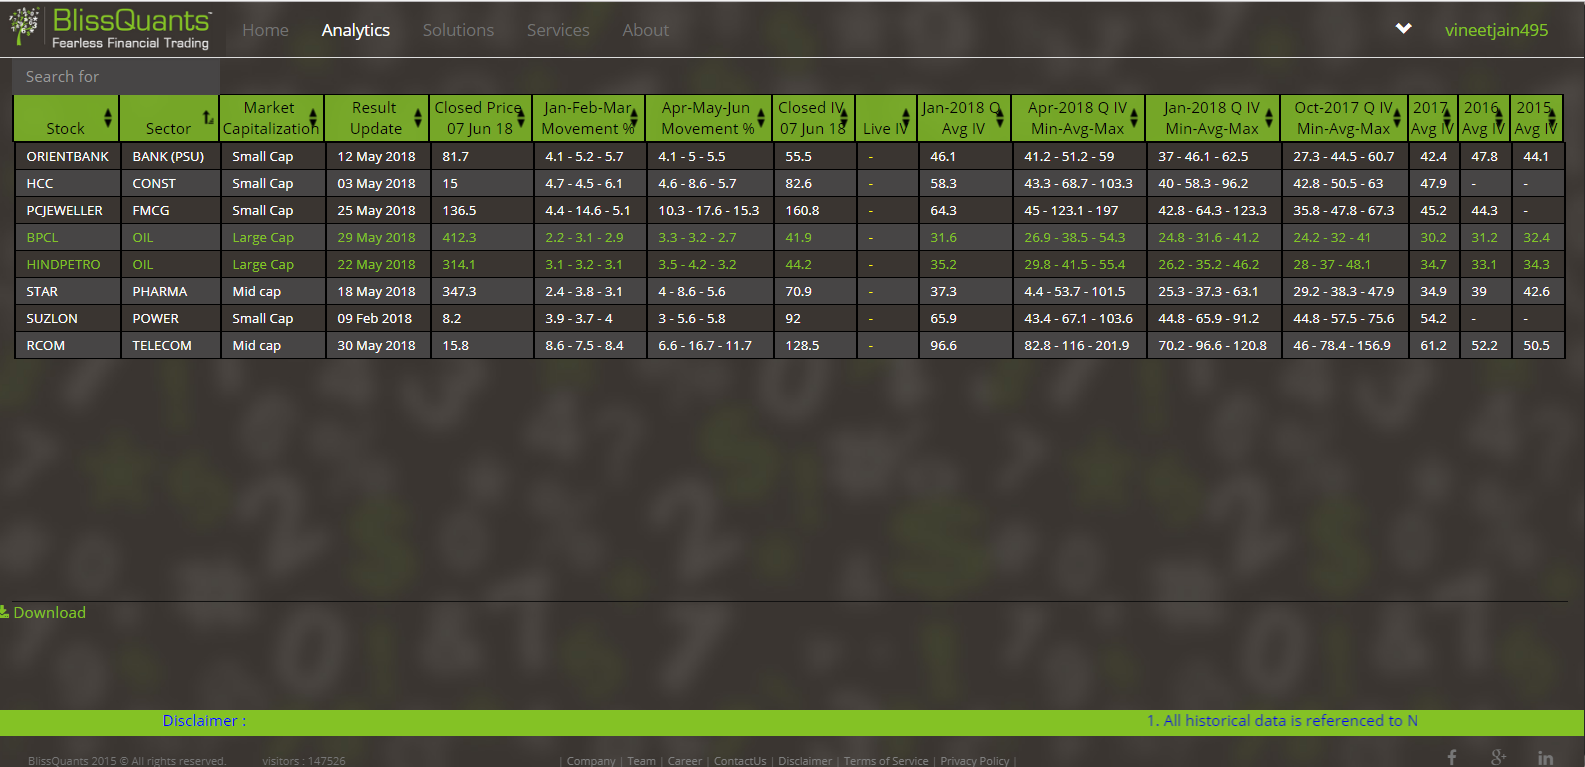 BlissQuants™
Fearless Financial Trading
Home Analytics Solutions Services About vineetjain495
Search for
Stock Sector Market Capitalization Result Update Closed Price 07 Jun 18 Jan-Feb-Mar Movement % Apr-May-Jun Movement % Closed IV 07 Jun 18 Live IV Jan-2018 Q Avg IV Apr-2018 Q IV Min-Avg-Max Jan-2018 Q IV Min-Avg-Max Oct-2017 Q IV Min-Avg-Max 2017 Avg IV 2016 Avg IV 2015 Avg IV
ORIENTBANK BANK (PSU) Small Cap 12 May 2018 81.7 4.1 - 5.2 - 5.7 4.1 - 5 - 5.5 55.5 - 46.1 41.2 - 51.2 - 59 37 - 46.1 - 62.5 27.3 - 44.5 - 60.7 42.4 47.8 44.1
HCC CONST Small Cap 03 May 2018 15 4.7 - 4.5 - 6.1 4.6 - 8.6 - 5.7 82.6 - 58.3 43.3 - 68.7 - 103.3 40 - 58.3 - 96.2 42.8 - 50.5 - 63 47.9 - -
PCJEWELLER FMCG Small Cap 25 May 2018 136.5 4.4 - 14.6 - 5.1 10.3 - 17.6 - 15.3 160.8 - 64.3 45 - 123.1 - 197 42.8 - 64.3 - 123.3 35.8 - 47.8 - 67.3 45.2 44.3 -
BPCL OIL Large Cap 29 May 2018 412.3 2.2 - 3.1 - 2.9 3.3 - 3.2 - 2.7 41.9 - 31.6 26.9 - 38.5 - 54.3 24.8 - 31.6 - 41.2 24.2 - 32 - 41 30.2 31.2 32.4
HINDPETRO OIL Large Cap 22 May 2018 314.1 3.1 - 3.2 - 3.1 3.5 - 4.2 - 3.2 44.2 - 35.2 29.8 - 41.5 - 55.4 26.2 - 35.2 - 46.2 28 - 37 - 48.1 34.7 33.1 34.3
STAR PHARMA Mid cap 18 May 2018 347.3 2.4 - 3.8 - 3.1 4 - 8.6 - 5.6 70.9 - 37.3 4.4 - 53.7 - 101.5 25.3 - 37.3 - 63.1 29.2 - 38.3 - 47.9 34.9 39 42.6
SUZLON POWER Small Cap 09 Feb 2018 8.2 3.9 - 3.7 - 4 3 - 5.6 - 5.8 92 - 65.9 43.4 - 67.1 - 103.6 44.8 - 65.9 - 91.2 44.8 - 57.5 - 75.6 54.2 - -
RCOM TELECOM Mid cap 30 May 2018 15.8 8.6 - 7.5 - 8.4 6.6 - 16.7 - 11.7 128.5 - 96.6 82.8 - 116 - 201.9 70.2 - 96.6 - 120.8 46 - 78.4 - 156.9 61.2 52.2 50.5
Download
Disclaimer : 1. All historical data is referenced to N
BlissQuants 2015 © All rights reserved. visitors : 147526 | Company | Team | Career | ContactUs | Disclaimer | Terms of Service | Privacy Policy |